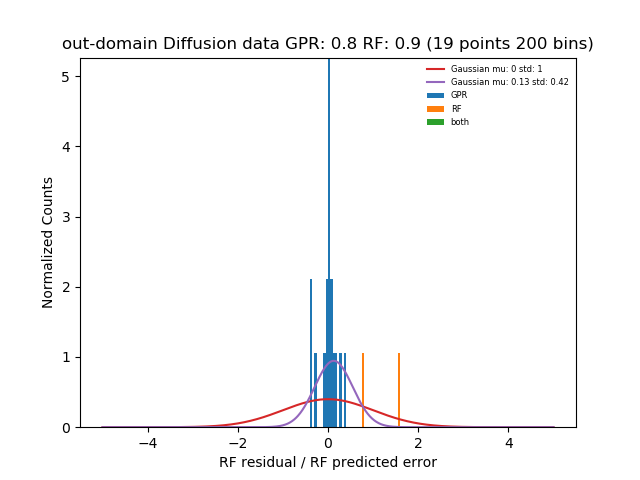 out-domain Diffusion data GPR: 0.8 RF: 0.9 (19 points 200 bins)
Gaussian mu: 0 std: 1
Gaussian mu: 0.13 std: 0.42
GPR
RF
both
Normalized Counts
5
4
3
2
1
0
−4
−2
0
2
4
RF residual / RF predicted error